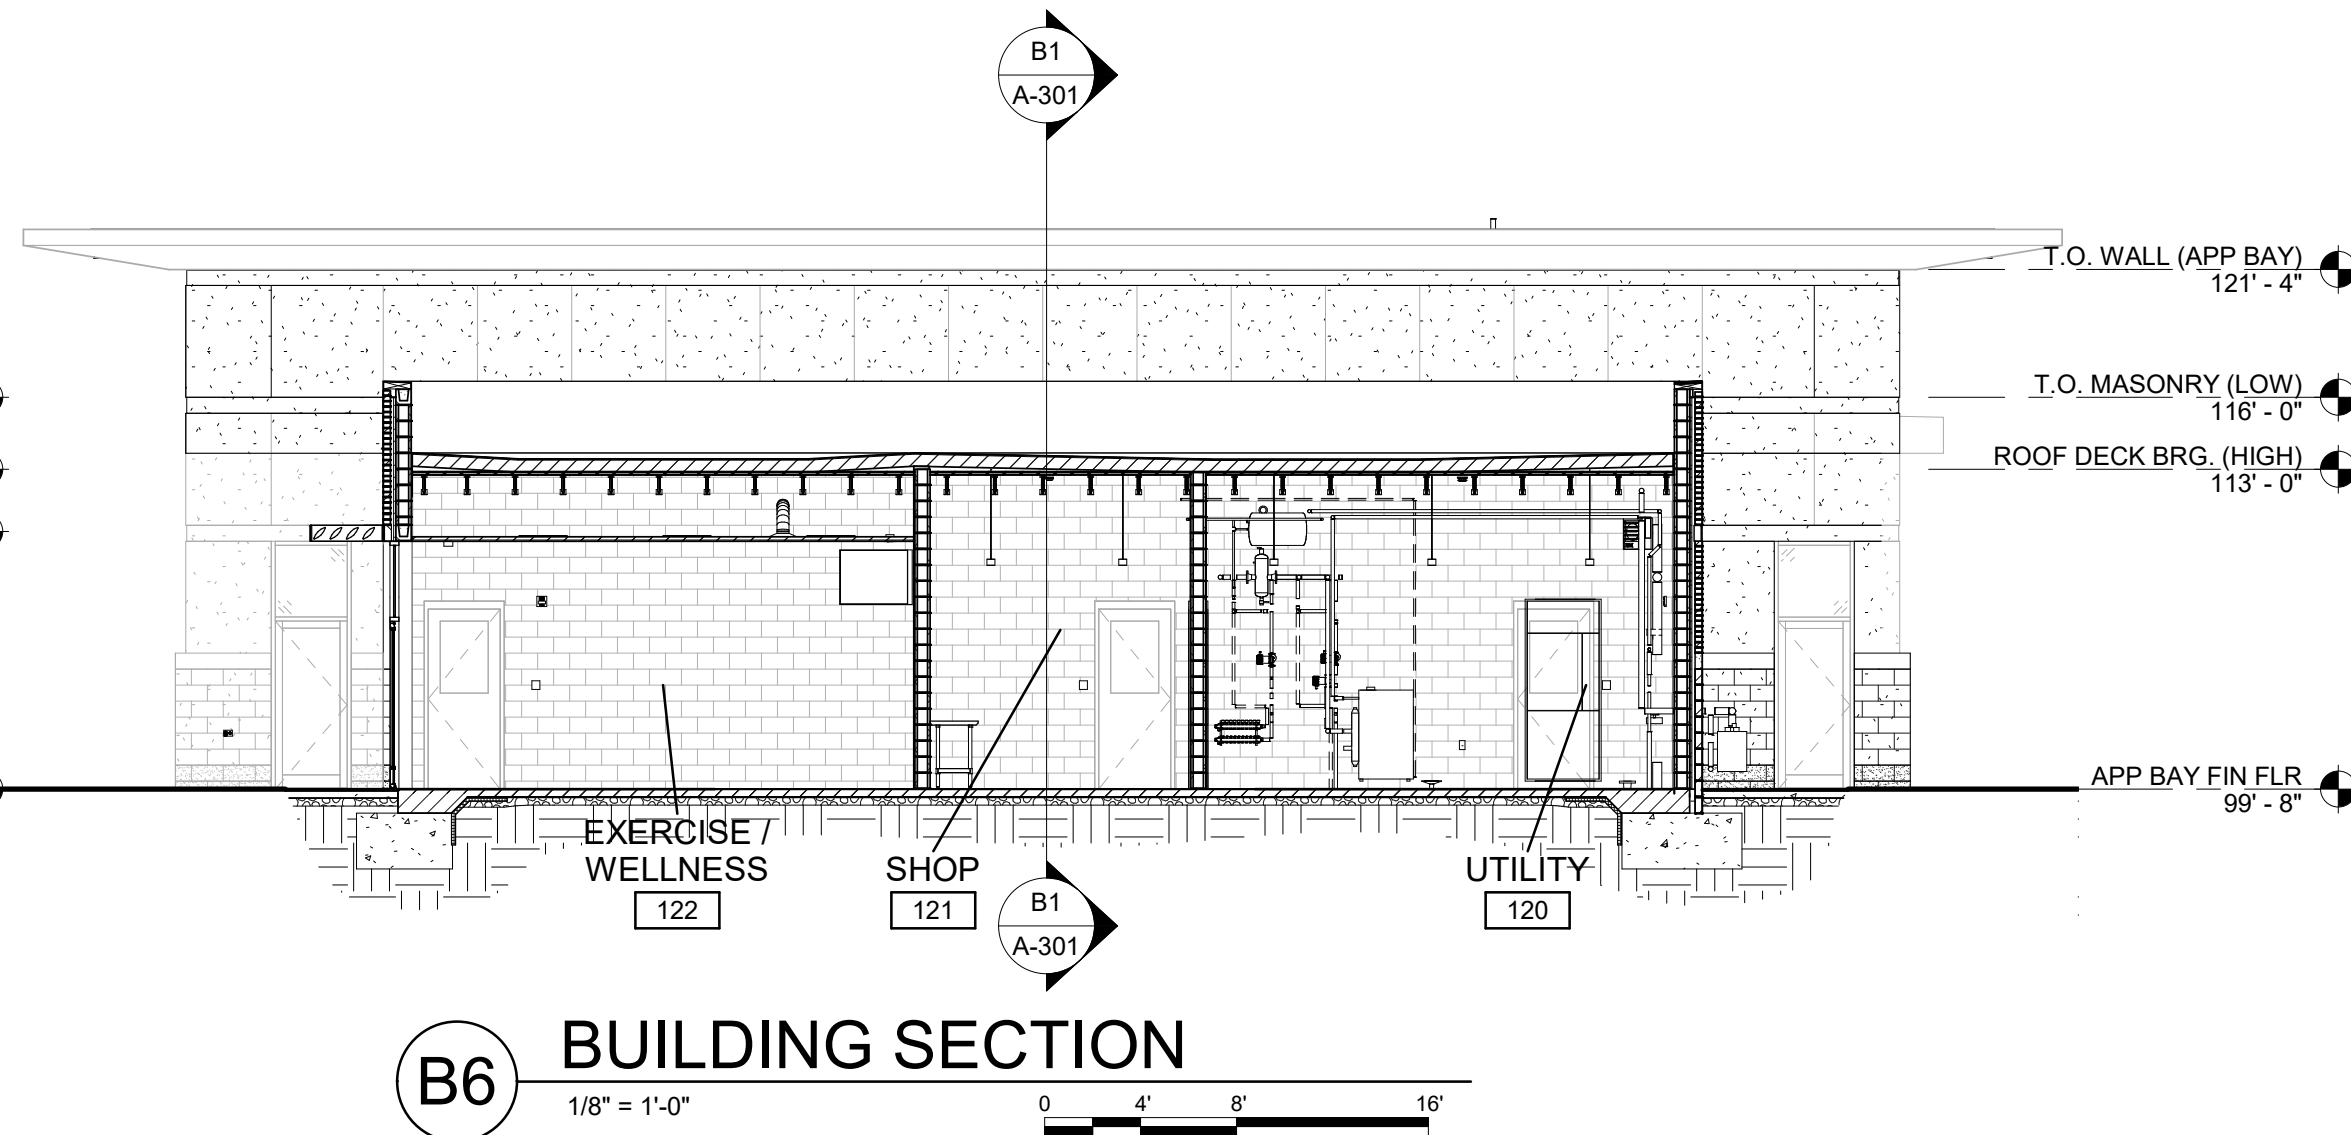 B1
A-301
T.O. WALL (APP BAY)
121' - 4"
T.O. MASONRY (LOW)
116' - 0"
ROOF DECK BRG. (HIGH)
113' - 0"
APP BAY FIN FLR
99' - 8"
EXERCISE /
WELLNESS
122
SHOP
121
UTILITY
120
B1
A-301
B6
BUILDING SECTION
1/8" = 1'-0"
0 4' 8' 16'